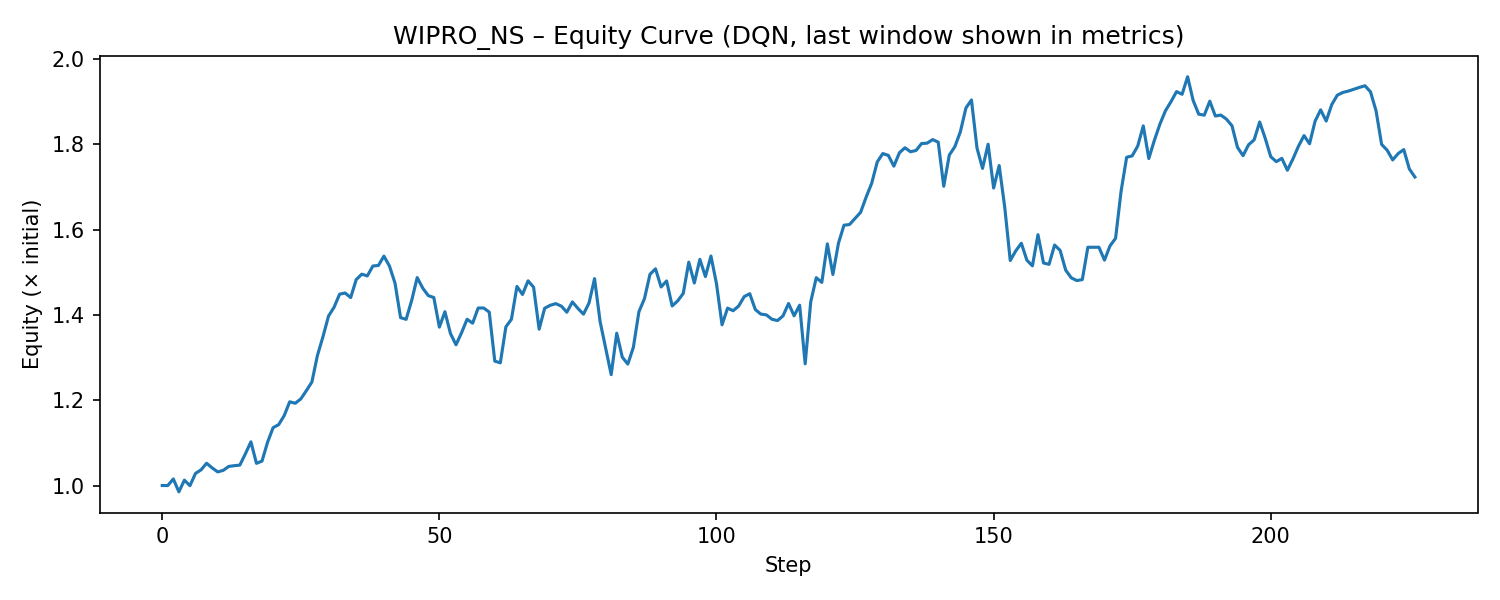 WIPRO_NS – Equity Curve (DQN, last window shown in metrics)
Equity (× initial)
2.0
1.8
1.6
1.4
1.2
1.0
0 50 100 150 200
Step